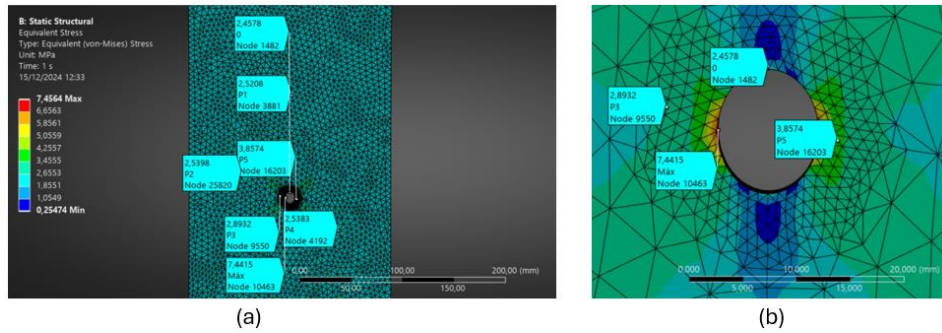 B: Static Structural
Equivalent Stress
Type: Equivalent (von-Mises) Stress
Unit: MPa
Time: 1 s
15/12/2024 12:33
7,4564 Max
6,6563
5,8561
5,0559
4,2557
3,4555
2,6553
1,8551
1,0549
0,25474 Min
2,4578
0
Node 1482
2,5208
P1
Node 3881
3,8574
P5
Node 16203
2,5398
P2
Node 25820
2,8932
P3
Node 9550
2,5383
P4
Node 4192
7,4415
Máx
Node 10463
0,00
100,00
200,00 (mm)
50,00
150,00
(a)
2,4578
0
Node 1482
2,8932
P3
Node 9550
3,8574
P5
Node 16203
7,4415
Máx
Node 10463
0.000
10.000
20.000 (mm)
5.000
15.000
(b)